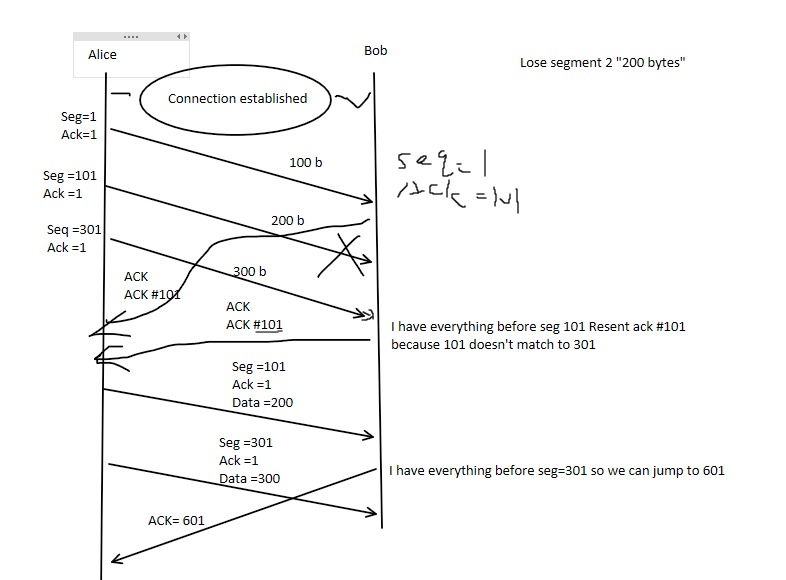 Alice
Bob
Lose segment 2 "200 bytes"
Connection established
Seg=1
Ack=1
100 b
seq=1
Ack=101
Seg =101
Ack =1
200 b
Seq =301
Ack =1
300 b
ACK
ACK #101
ACK
ACK #101
I have everything before seg 101 Resent ack #101
because 101 doesn't match to 301
Seg =101
Ack =1
Data =200
Seg =301
Ack =1
Data =300
I have everything before seg=301 so we can jump to 601
ACK= 601